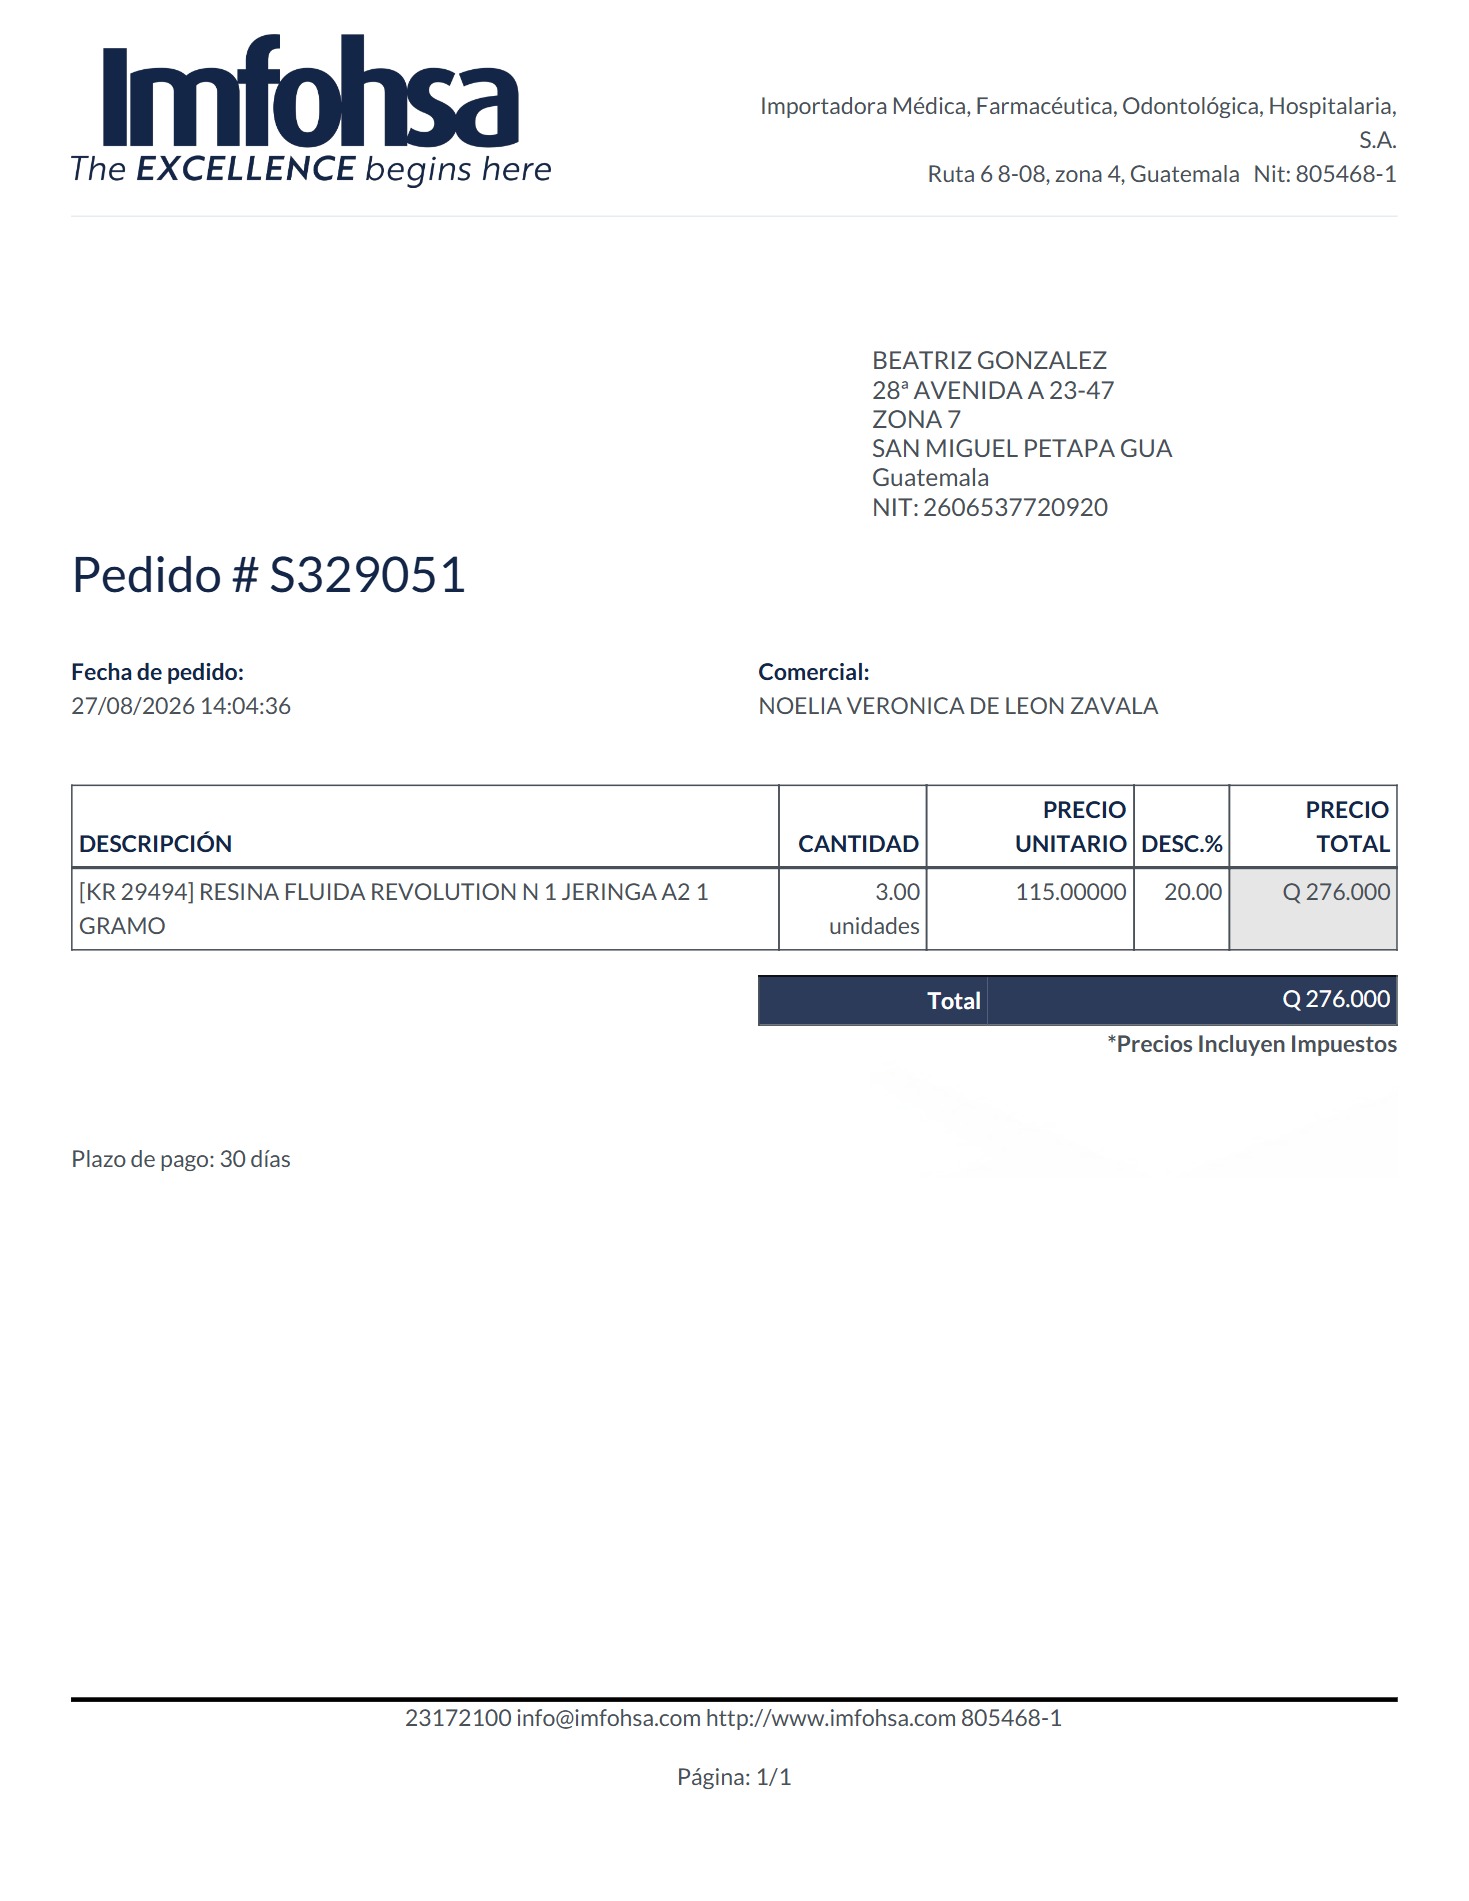 Imfohsa
The EXCELLENCE begins here
Importadora Médica, Farmacéutica, Odontológica, Hospitalaria,
S.A.
Ruta 6 8-08, zona 4, Guatemala Nit: 805468-1
BEATRIZ GONZALEZ
28ª AVENIDA A 23-47
ZONA 7
SAN MIGUEL PETAPA GUA
Guatemala
NIT: 2606537720920
Pedido # S329051
Fecha de pedido:
27/08/2026 14:04:36
Comercial:
NOELIA VERONICA DE LEON ZAVALA
DESCRIPCIÓN CANTIDAD PRECIO UNITARIO DESC.% PRECIO TOTAL
[KR 29494] RESINA FLUIDA REVOLUTION N 1 JERINGA A2 1 3.00 115.00000 20.00 Q 276.000
GRAMO unidades
Total Q 276.000
*Precios Incluyen Impuestos
Plazo de pago: 30 días
23172100 info@imfohsa.com http://www.imfohsa.com 805468-1
Página: 1/1